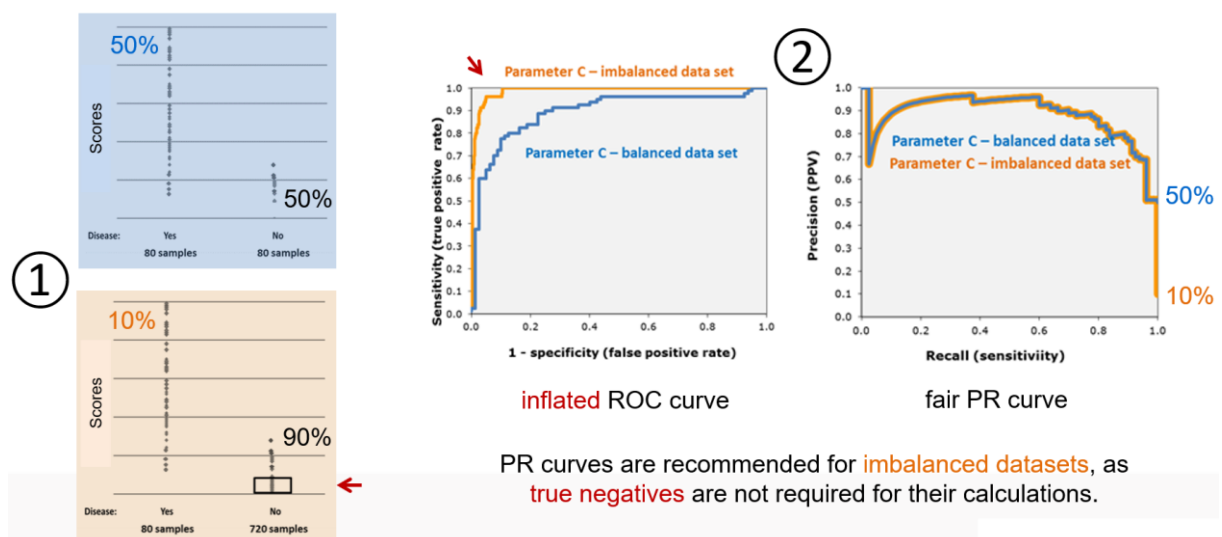 50%
Scores
50%
Disease: Yes No
80 samples 80 samples
1
10%
Scores
90%
Disease: Yes No
80 samples 720 samples
Parameter C – imbalanced data set
1.0
0.9
0.8
0.7
0.6
0.5
0.4
0.3
0.2
0.1
0.0
Sensitivity (true positive rate)
Parameter C – balanced data set
0.0 0.2 0.4 0.6 0.8 1.0
1 - specificity (false positive rate)
inflated ROC curve
2
1.0
0.9
0.8
0.7
0.6
0.5
0.4
0.3
0.2
0.1
0.0
Precision (PPV)
Parameter C – balanced data set
Parameter C – imbalanced data set
50%
10%
0.0 0.2 0.4 0.6 0.8 1.0
Recall (sensitiviity)
fair PR curve
PR curves are recommended for imbalanced datasets, as
true negatives are not required for their calculations.